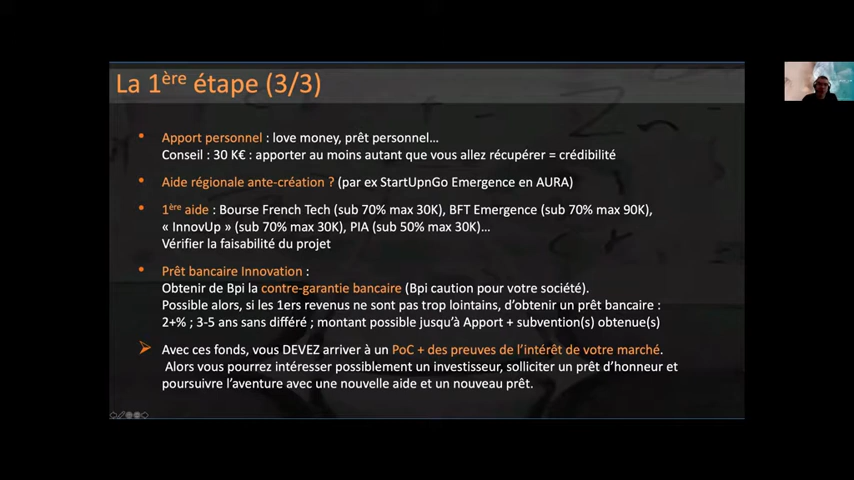 La 1ère étape (3/3)
• Apport personnel : love money, prêt personnel…
Conseil : 30 K€ : apporter au moins autant que vous allez récupérer = crédibilité
• Aide régionale ante-création ? (par ex StartUpnGo Emergence en AURA)
• 1ère aide : Bourse French Tech (sub 70% max 30K), BFT Emergence (sub 70% max 90K),
« InnovUp » (sub 70% max 30K), PIA (sub 50% max 30K)…
Vérifier la faisabilité du projet
• Prêt bancaire Innovation :
Obtenir de Bpi la contre-garantie bancaire (Bpi caution pour votre société).
Possible alors, si les 1ers revenus ne sont pas trop lointains, d’obtenir un prêt bancaire :
2+% ; 3-5 ans sans différé ; montant possible jusqu’à Apport + subvention(s) obtenue(s)
➢ Avec ces fonds, vous DEVEZ arriver à un PoC + des preuves de l’intérêt de votre marché.
Alors vous pourrez intéresser possiblement un investisseur, solliciter un prêt d’honneur et
poursuivre l’aventure avec une nouvelle aide et un nouveau prêt.